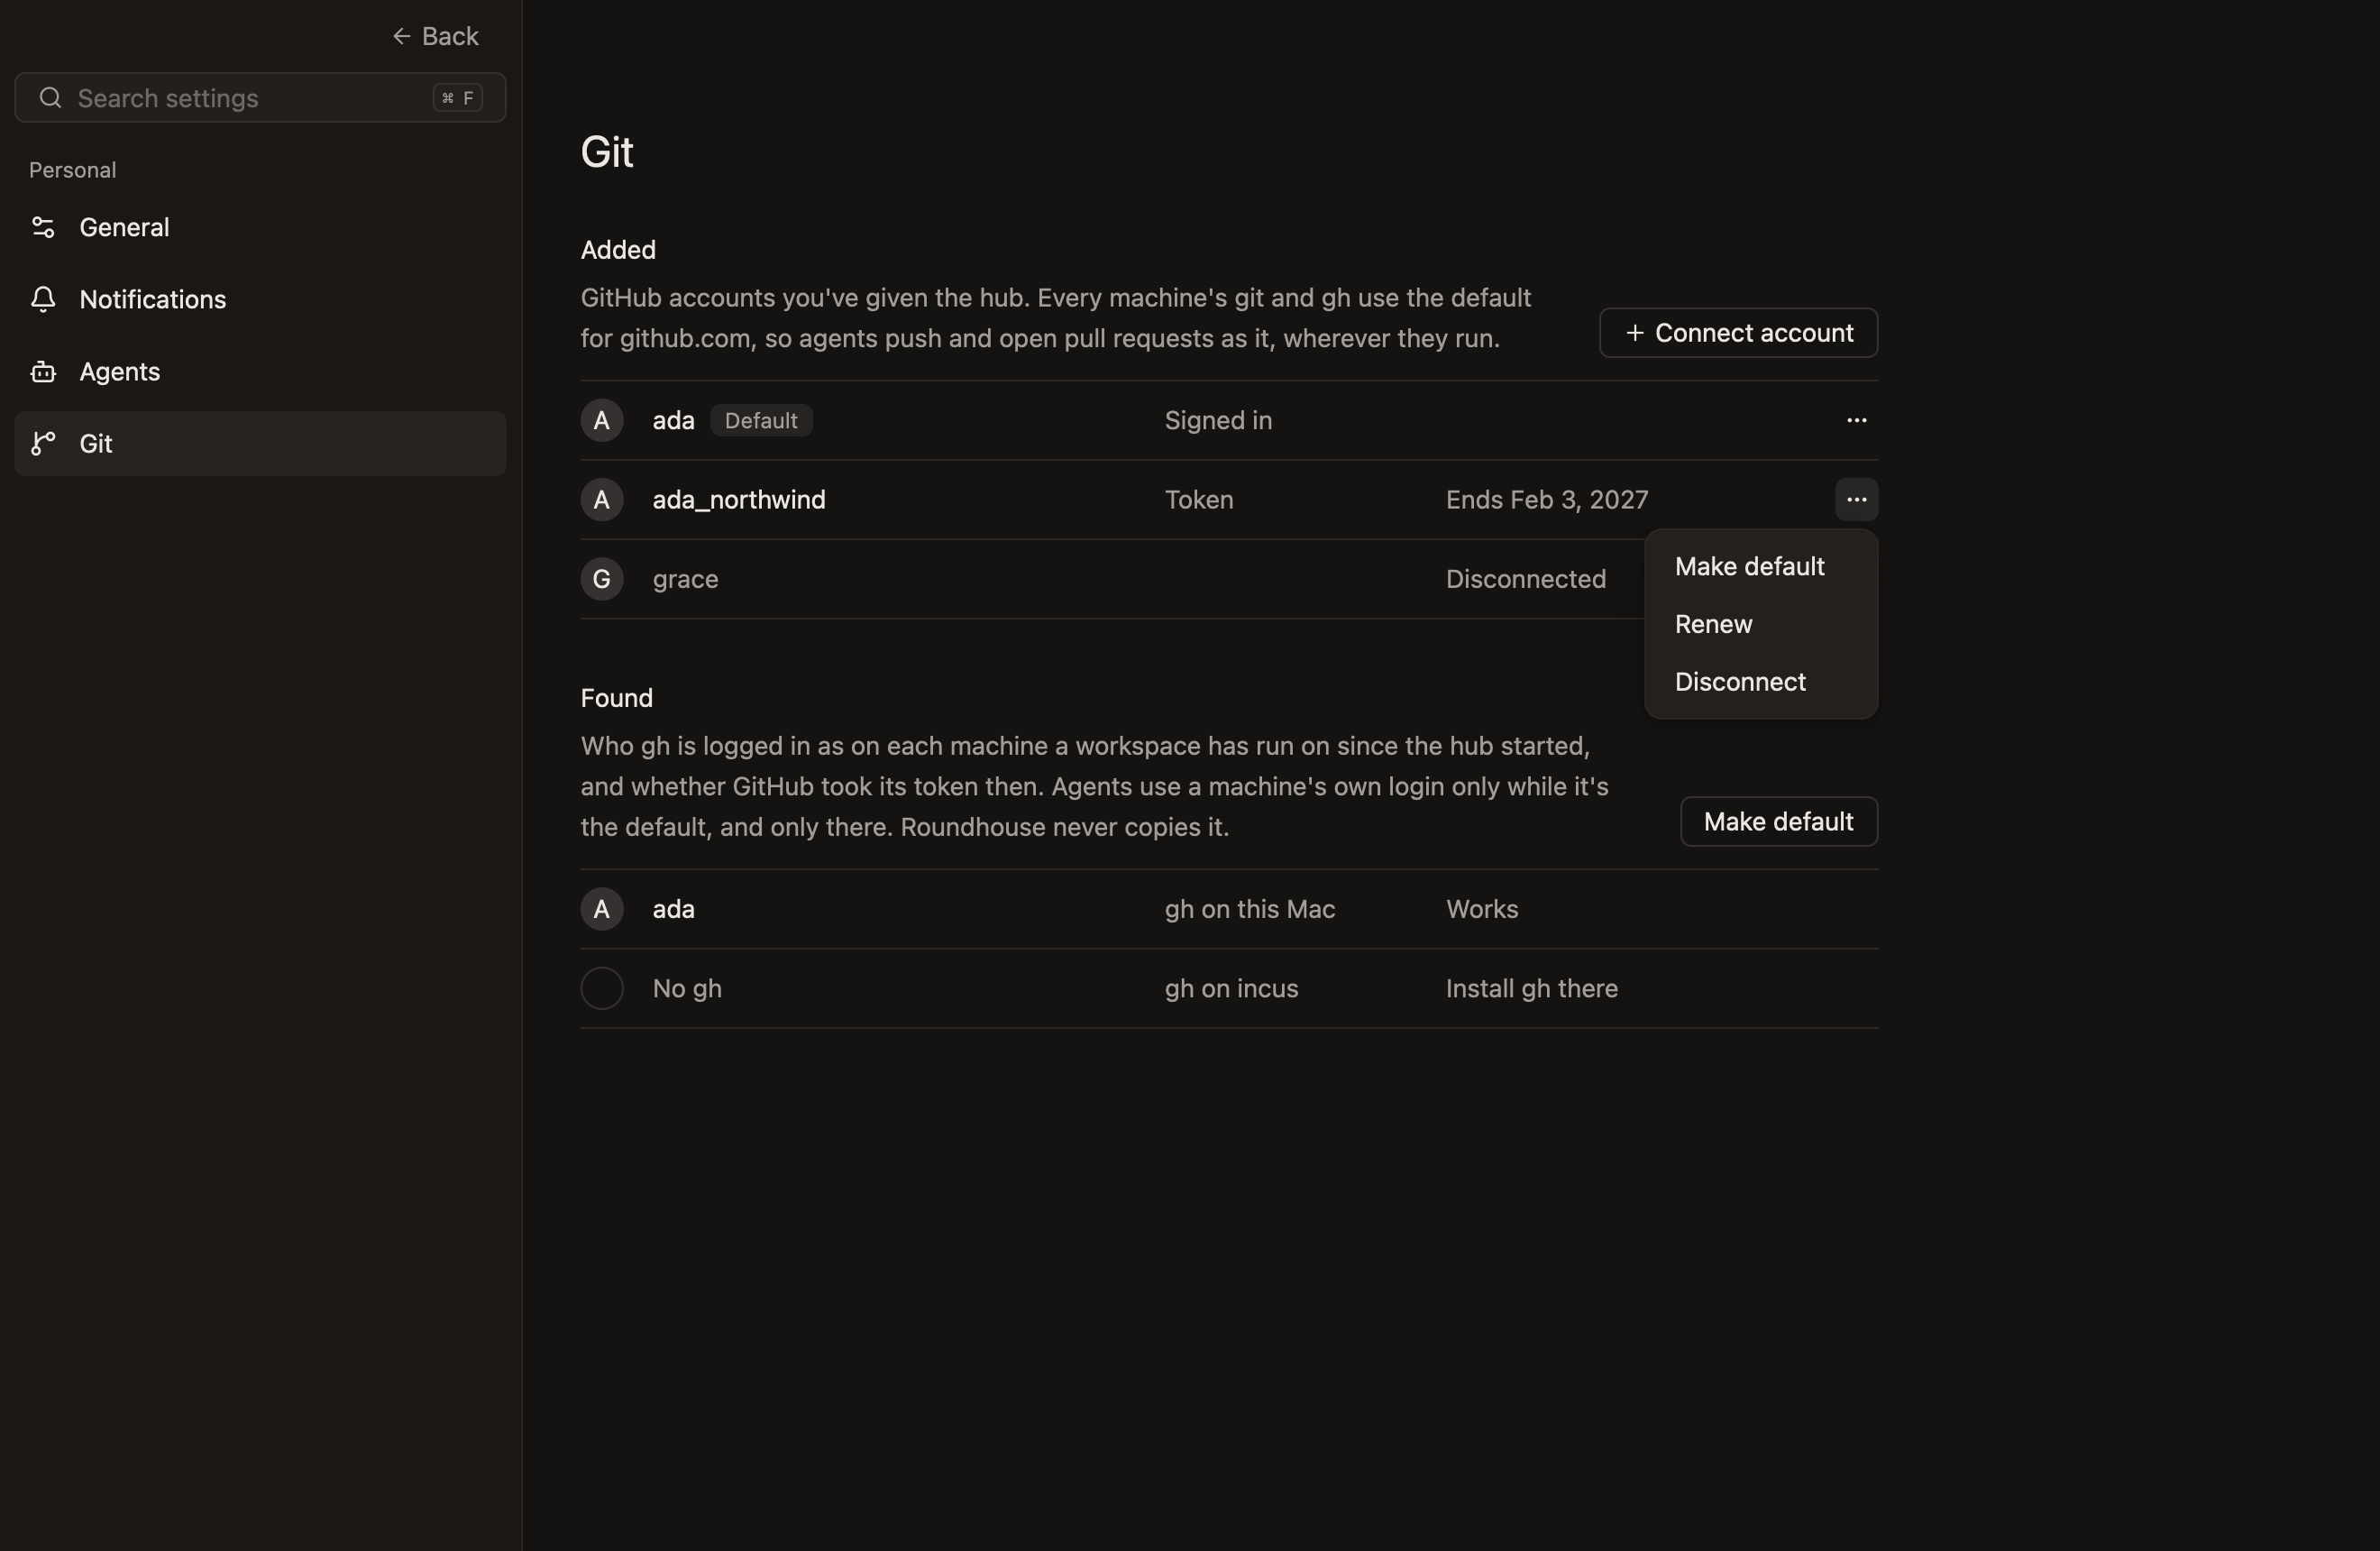 Back
Search settings
⌘ F
Personal
General
Notifications
Agents
Git
Git
Added
GitHub accounts you've given the hub. Every machine's git and gh use the default
for github.com, so agents push and open pull requests as it, wherever they run.
+ Connect account
A ada Default Signed in
A ada_northwind Token Ends Feb 3, 2027
G grace Disconnected
Make default
Renew
Disconnect
Found
Who gh is logged in as on each machine a workspace has run on since the hub started,
and whether GitHub took its token then. Agents use a machine's own login only while it's
the default, and only there. Roundhouse never copies it.
Make default
A ada gh on this Mac Works
No gh gh on incus Install gh there